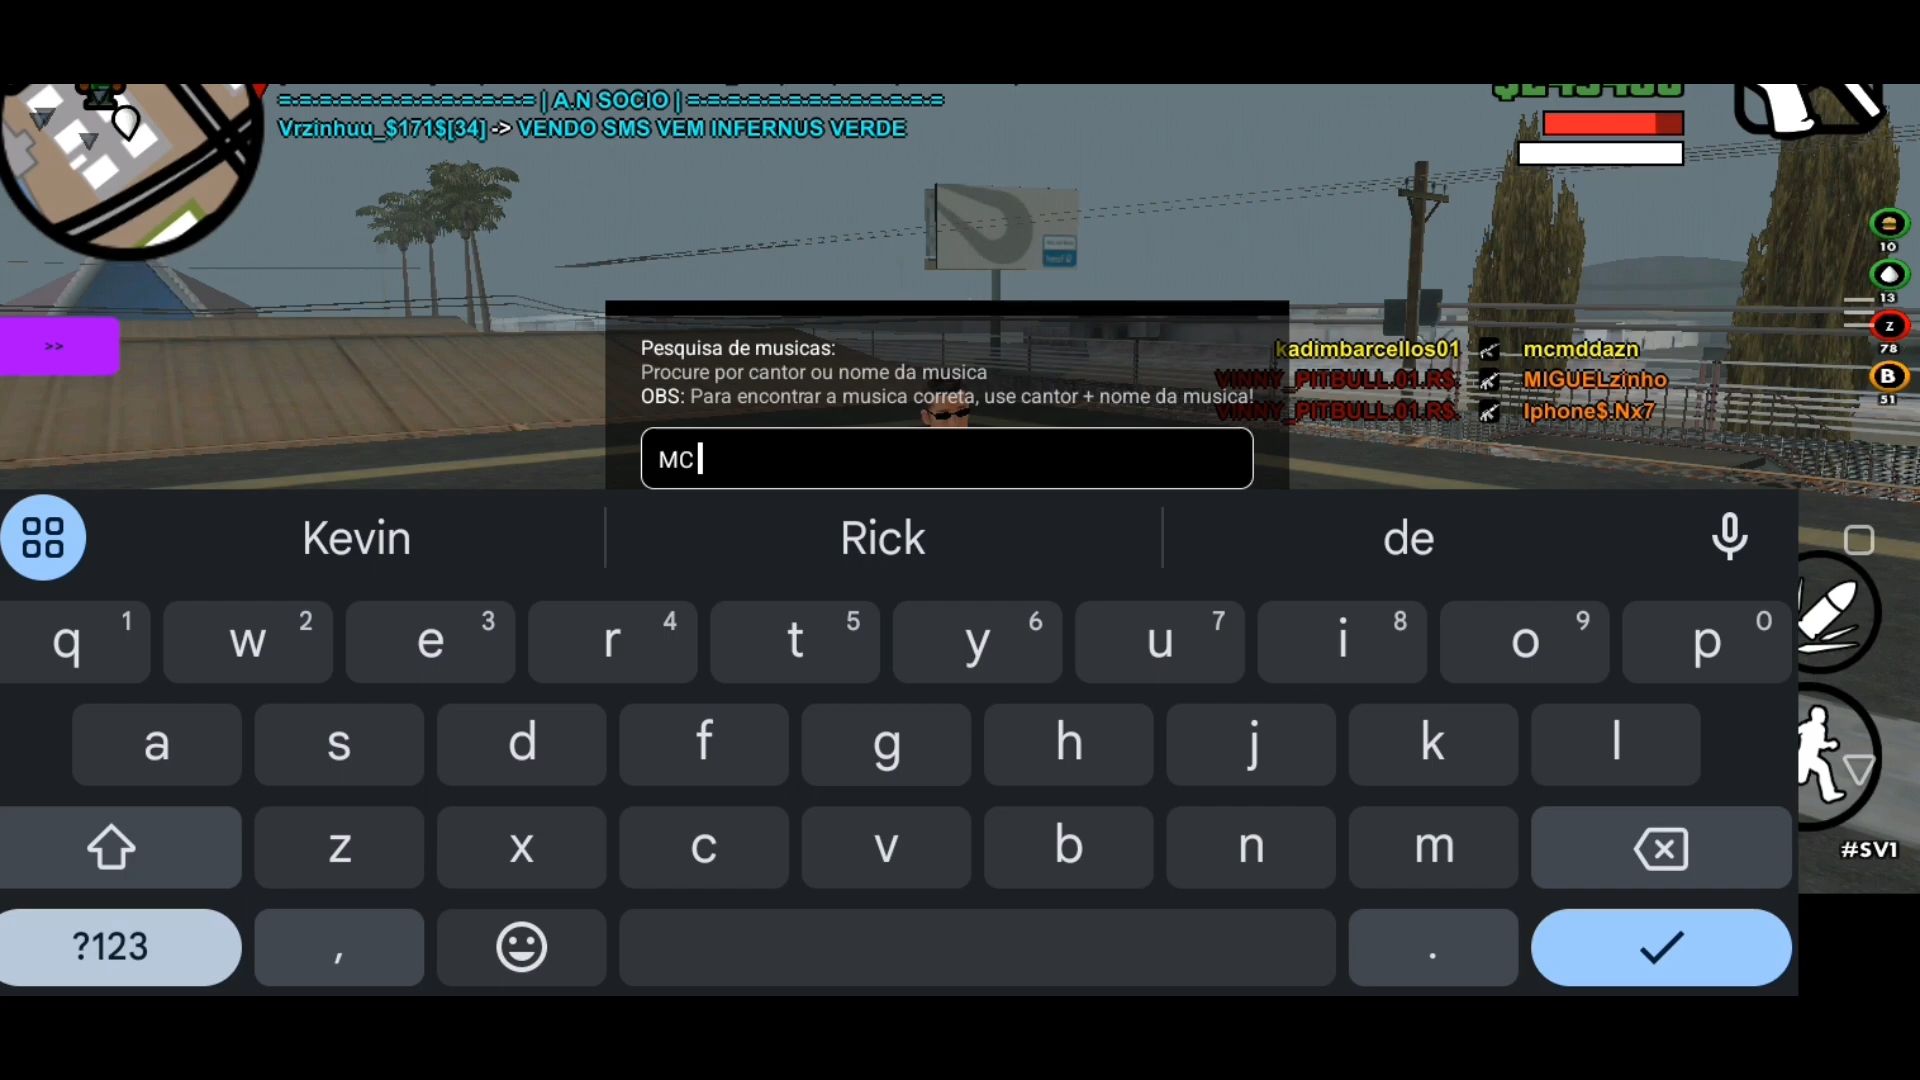 =-=-=-=-=-=-=-=-=-=-=-=-=-= | A.N SOCIO | =-=-=-=-=-=-=-=-=-=-=-=-=-=
Vrzinhuu_$171$[34] -> VENDO SMS VEM INFERNUS VERDE
10
13
Z
78
B
51
>>
kadimbarcellos01 mcmddazn
VINNY_PITBULL.01.R$. MIGUELzinho
VINNY_PITBULL.01.R$. Iphone$.Nx7
Pesquisa de musicas:
Procure por cantor ou nome da musica
OBS: Para encontrar a musica correta, use cantor + nome da musica!
MC
Kevin Rick de
q 1 w 2 e 3 r 4 t 5 y 6 u 7 i 8 o 9 p 0
a s d f g h j k l
z x c v b n m
?123 , .
#SV1